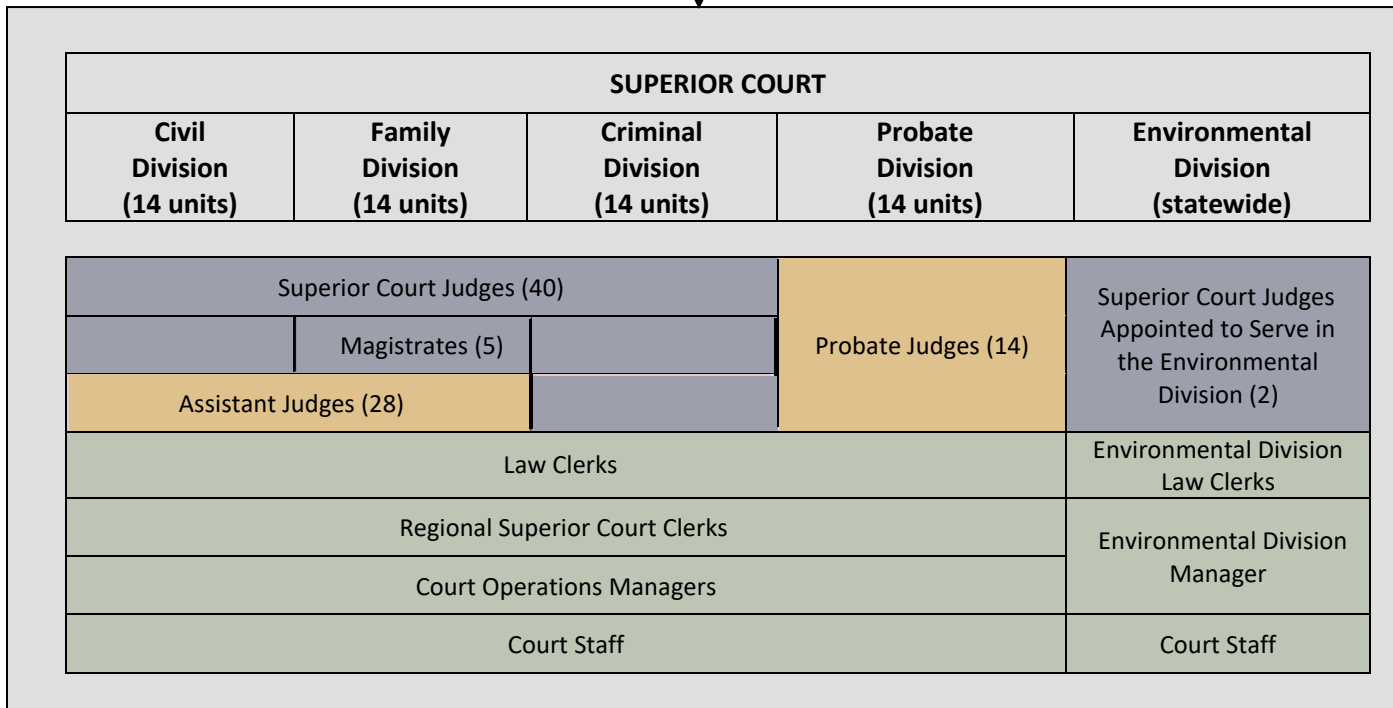 SUPERIOR COURT
Civil
Division
(14 units)
Family
Division
(14 units)
Criminal
Division
(14 units)
Probate
Division
(14 units)
Environmental
Division
(statewide)
Superior Court Judges (40)
Magistrates (5)
Assistant Judges (28)
Probate Judges (14)
Superior Court Judges
Appointed to Serve in
the Environmental
Division (2)
Law Clerks
Environmental Division
Law Clerks
Regional Superior Court Clerks
Court Operations Managers
Environmental Division
Manager
Court Staff
Court Staff